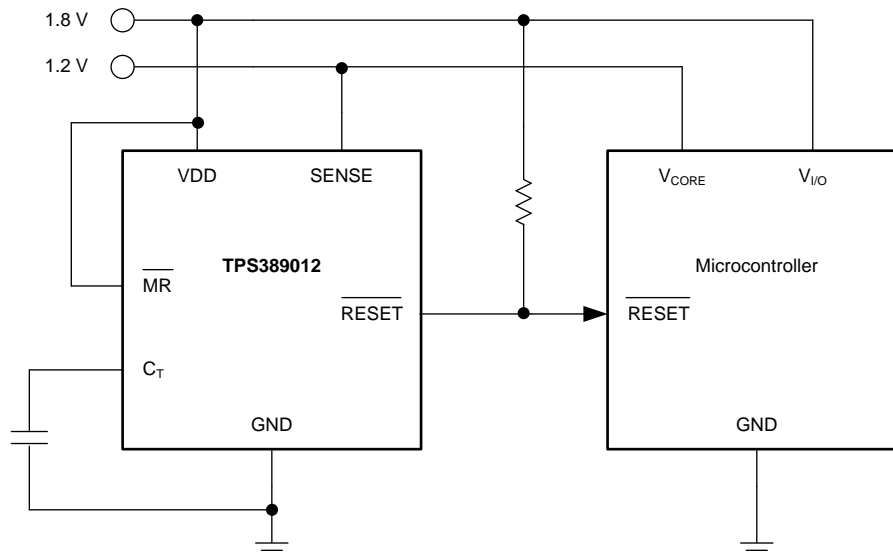 1.8 V
1.2 V
VDD
SENSE
V_CORE
V_I/O
TPS389012
Microcontroller
MR
RESET
RESET
C_T
GND
GND